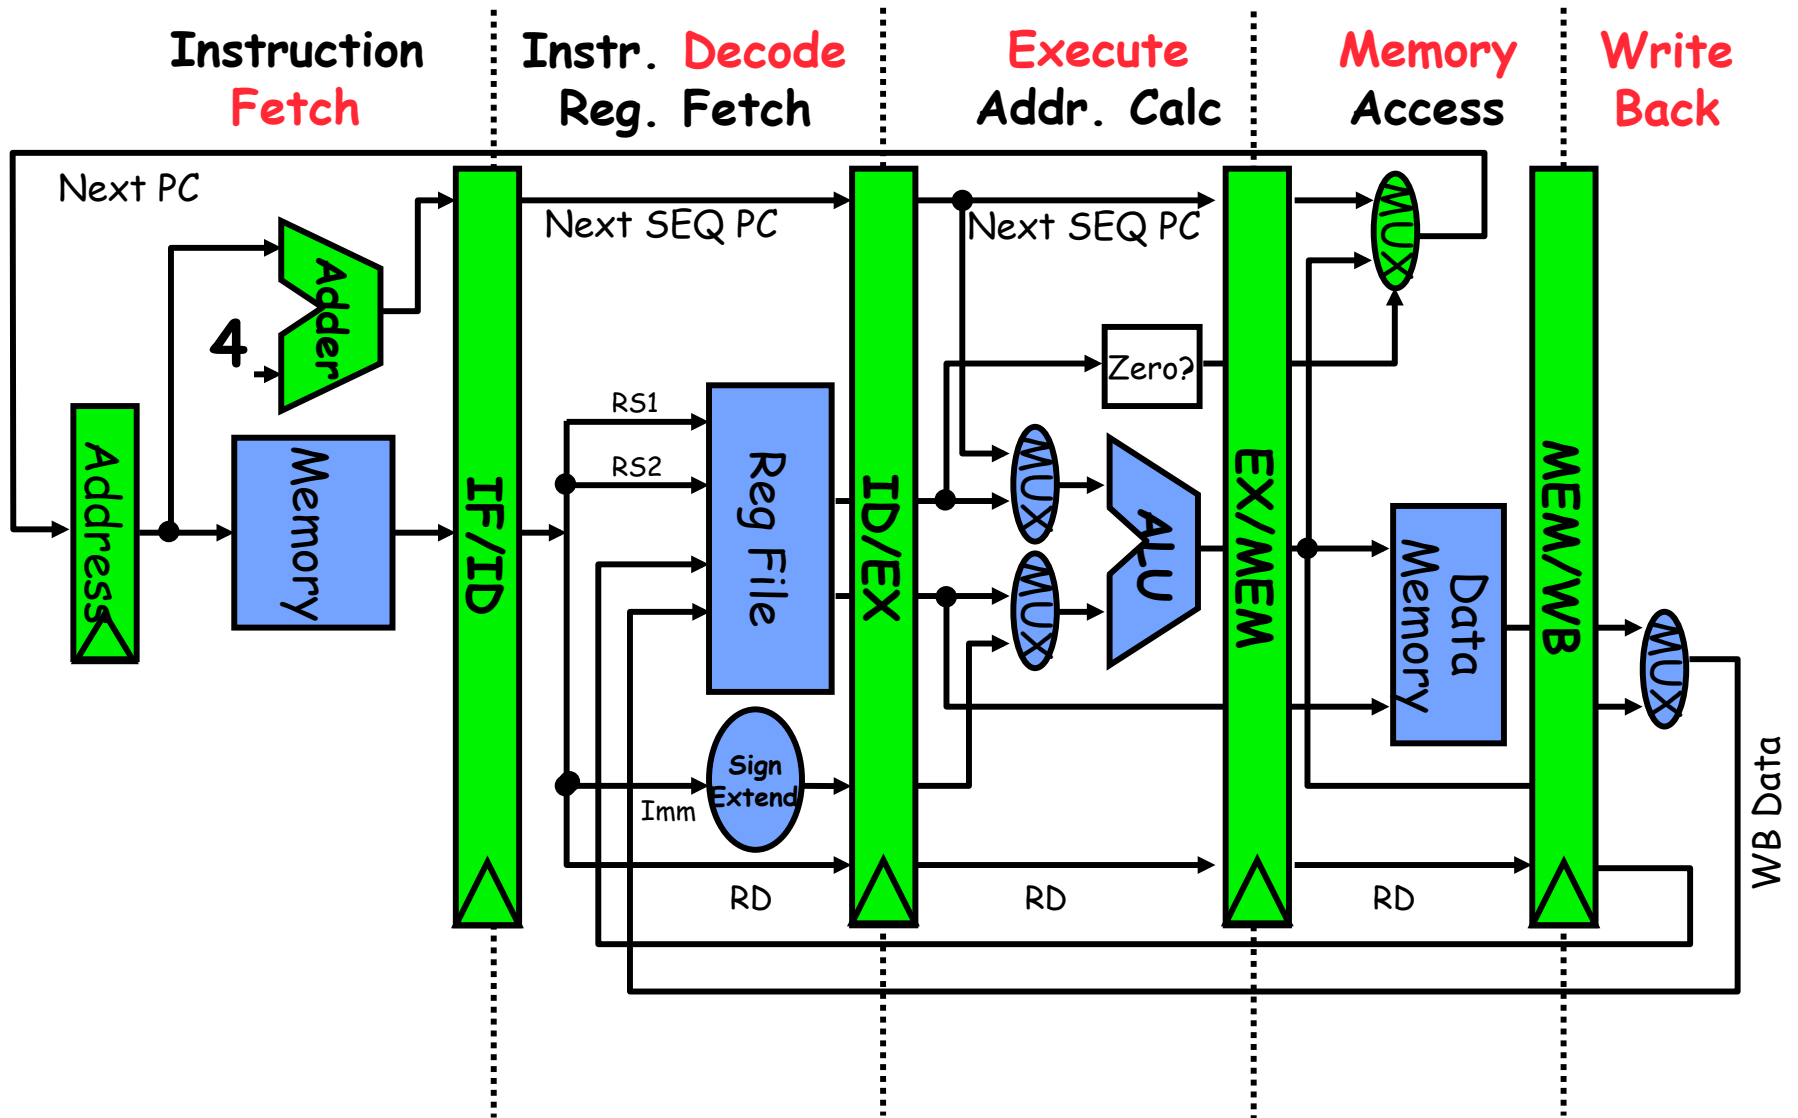 Instruction
Fetch
Instr. Decode
Reg. Fetch
Execute
Addr. Calc
Memory
Access
Write
Back
Next PC
4
Adder
Address
Memory
IF/ID
Next SEQ PC
RS1
RS2
Reg File
Sign
Extend
Imm
RD
ID/EX
Next SEQ PC
Zero?
MUX
MUX
ALU
RD
EX/MEM
MUX
Data
Memory
RD
MEM/WB
MUX
WB Data